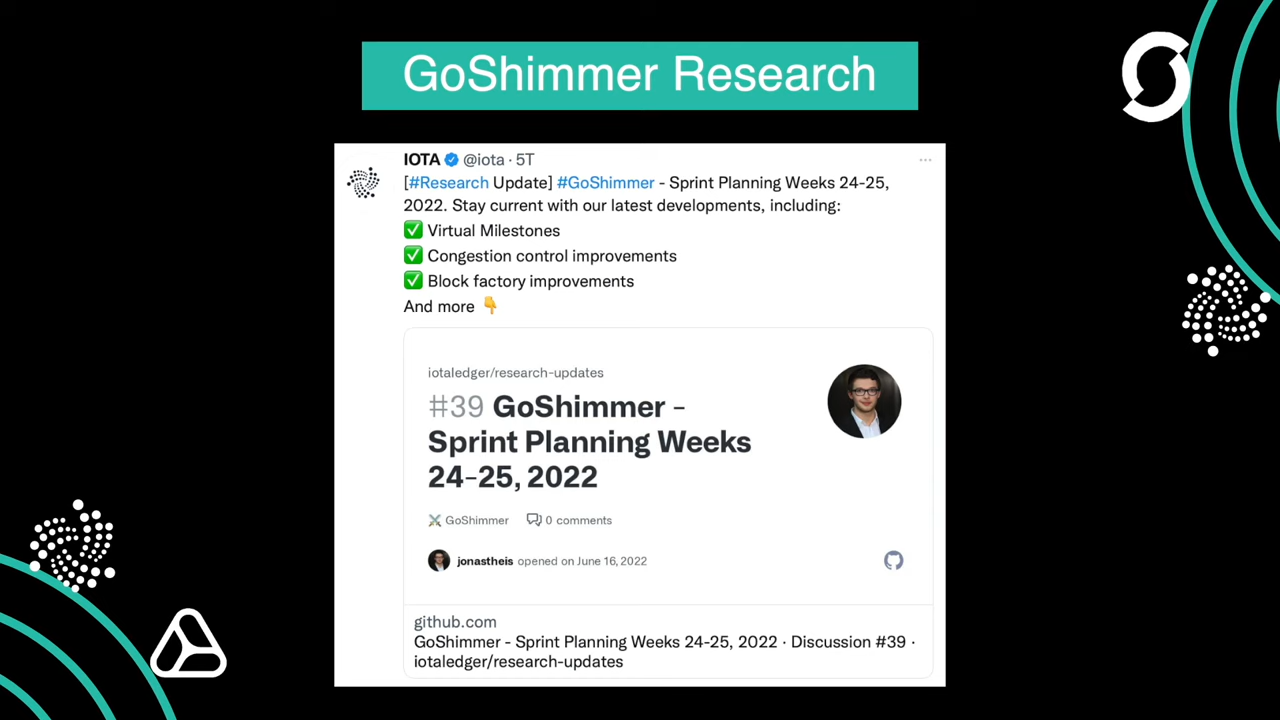 GoShimmer Research
IOTA @iota · 5T
[#Research Update] #GoShimmer - Sprint Planning Weeks 24-25,
2022. Stay current with our latest developments, including:
✅ Virtual Milestones
✅ Congestion control improvements
✅ Block factory improvements
And more 👇
iotaledger/research-updates
#39 GoShimmer -
Sprint Planning Weeks
24-25, 2022
GoShimmer 0 comments
jonastheis opened on June 16, 2022
github.com
GoShimmer - Sprint Planning Weeks 24-25, 2022 · Discussion #39 ·
iotaledger/research-updates